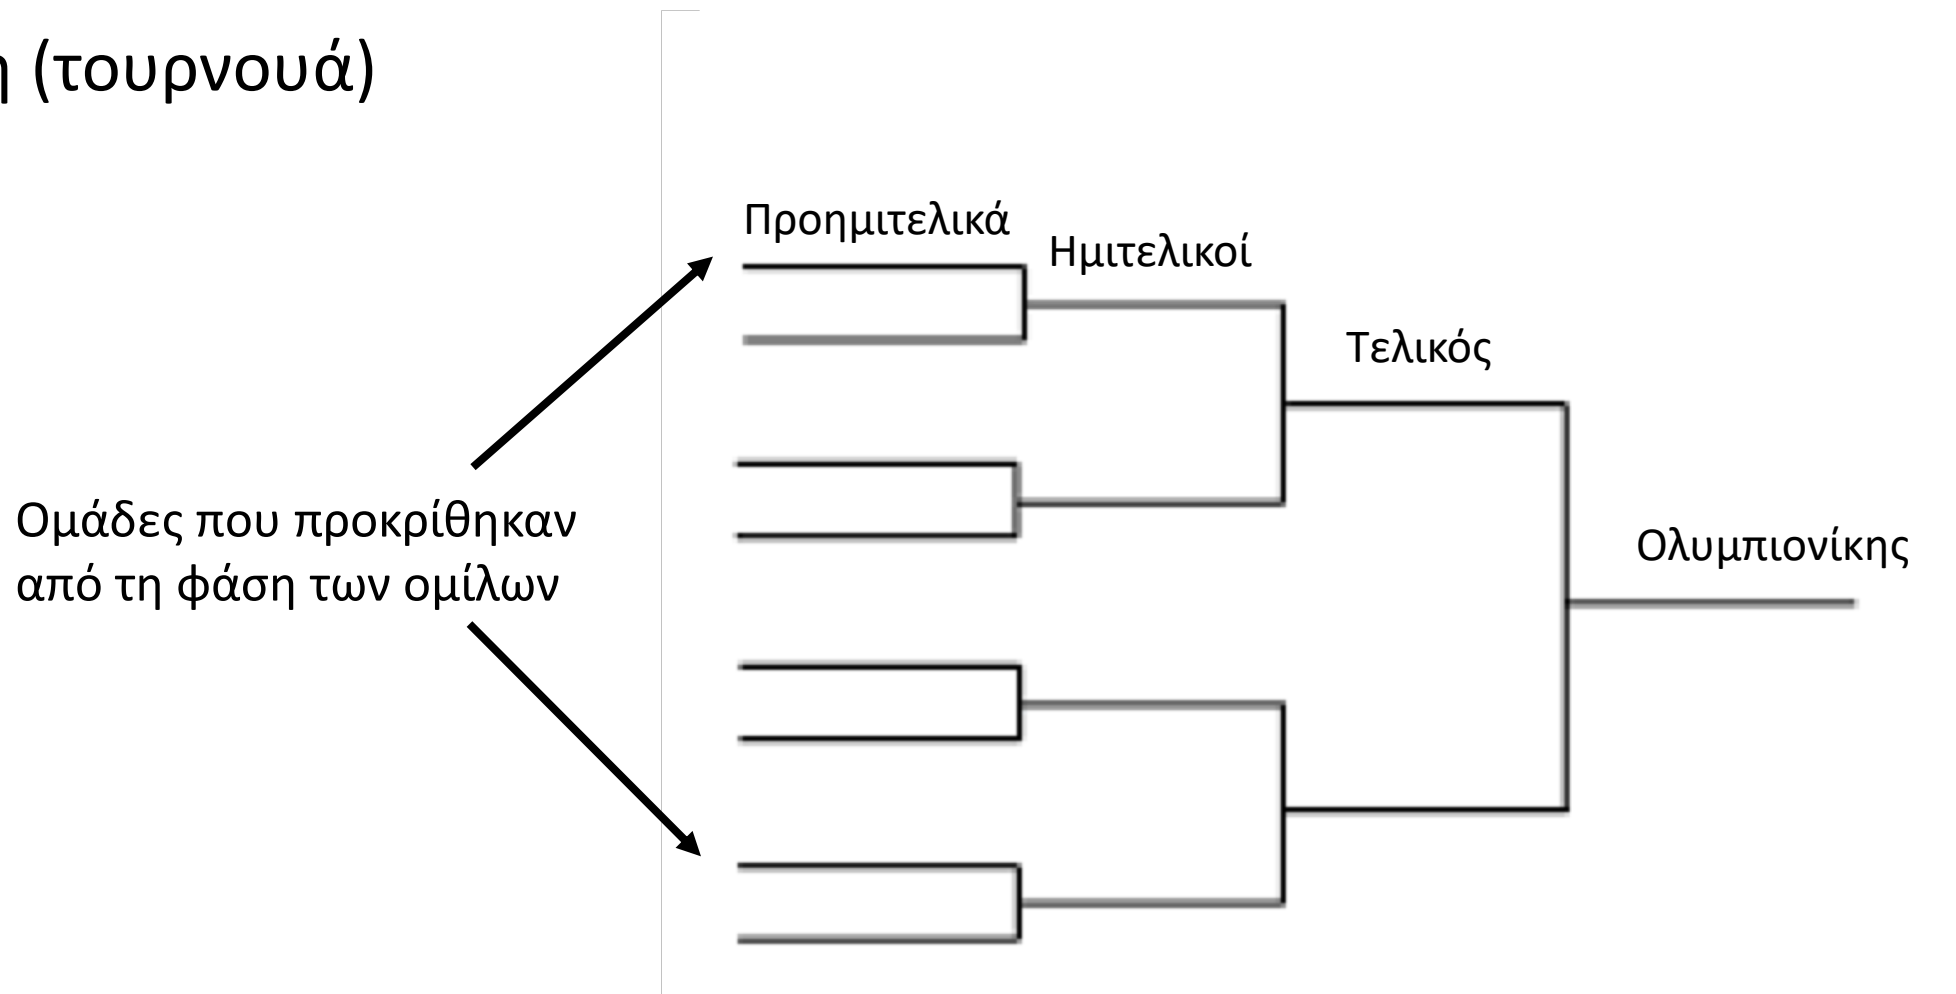 (τουρνουά)
Προημιτελικά
Ημιτελικοί
Τελικός
Ομάδες που προκρίθηκαν
από τη φάση των ομίλων
Ολυμπιονίκης